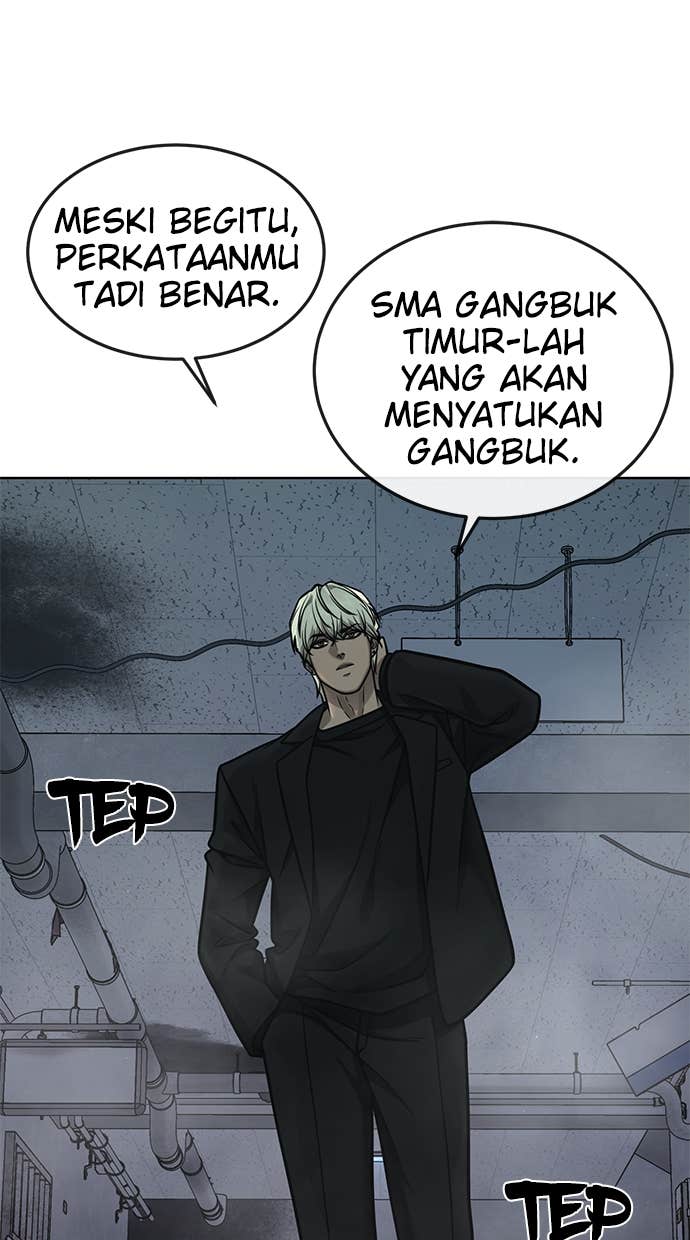 MESKI BEGITU,
PERKATAANMU
TADI BENAR.
SMA GANGBUK
TIMUR-LAH
YANG AKAN
MENYATUKAN
GANGBUK.
TEP
TEP